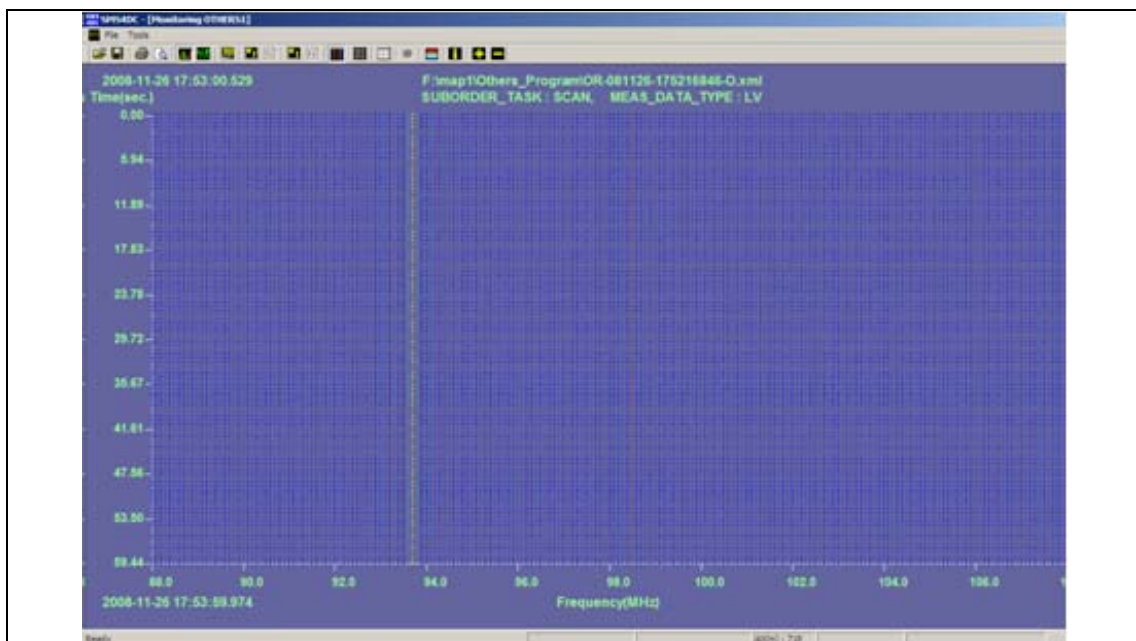 [Monitoring OTHERS1]
File Tools
2008-11-26 17:53:00.529
F:\map1\Others_Program\OR-081126-175216846-O.xml
Time(sec.)
SUBORDER_TASK : SCAN, MEAS_DATA_TYPE : LV
0.00
5.94
11.89
17.83
23.78
29.72
35.67
41.61
47.56
53.50
59.44
88.0 90.0 92.0 94.0 96.0 98.0 100.0 102.0 104.0 106.0
2008-11-26 17:53:59.974
Frequency(MHz)
Ready